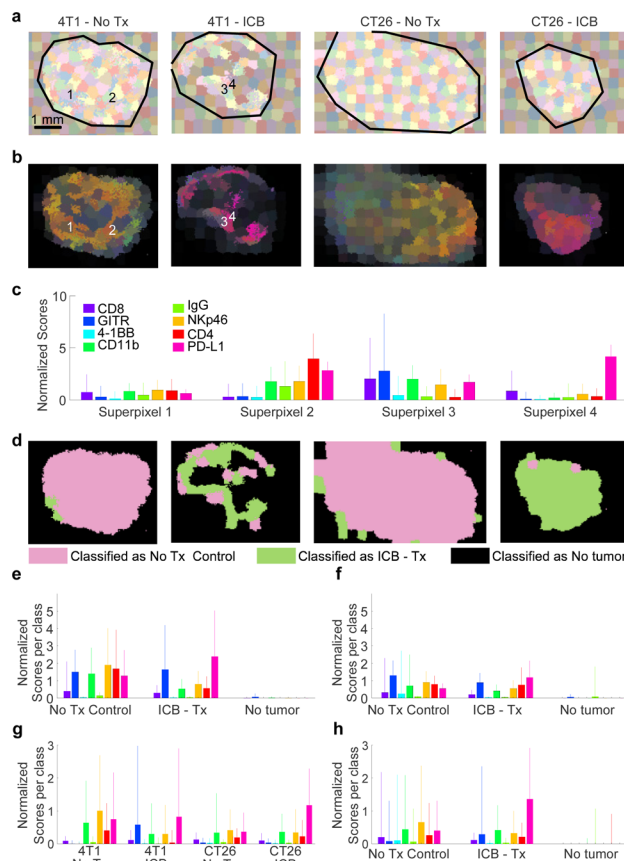 a
4T1 - No Tx
4T1 - ICB
CT26 - No Tx
CT26 - ICB
1
2
3
4
1 mm
b
1
2
3
4
c
Normalized Scores
10
5
0
CD8
GITR
4-1BB
CD11b
IgG
NKp46
CD4
PD-L1
Superpixel 1
Superpixel 2
Superpixel 3
Superpixel 4
d
Classified as No Tx Control
Classified as ICB - Tx
Classified as No tumor
e
Normalized
Scores per class
5
4
3
2
1
0
No Tx Control
ICB - Tx
No tumor
f
Normalized
Scores per class
5
4
3
2
1
0
No Tx Control
ICB - Tx
No tumor
g
Normalized
Scores per class
3
2
1
0
4T1
No Tx
4T1
ICB
CT26
No Tx
CT26
ICB
h
Normalized
Scores per class
3
2
1
0
No Tx Control
ICB - Tx
No tumor